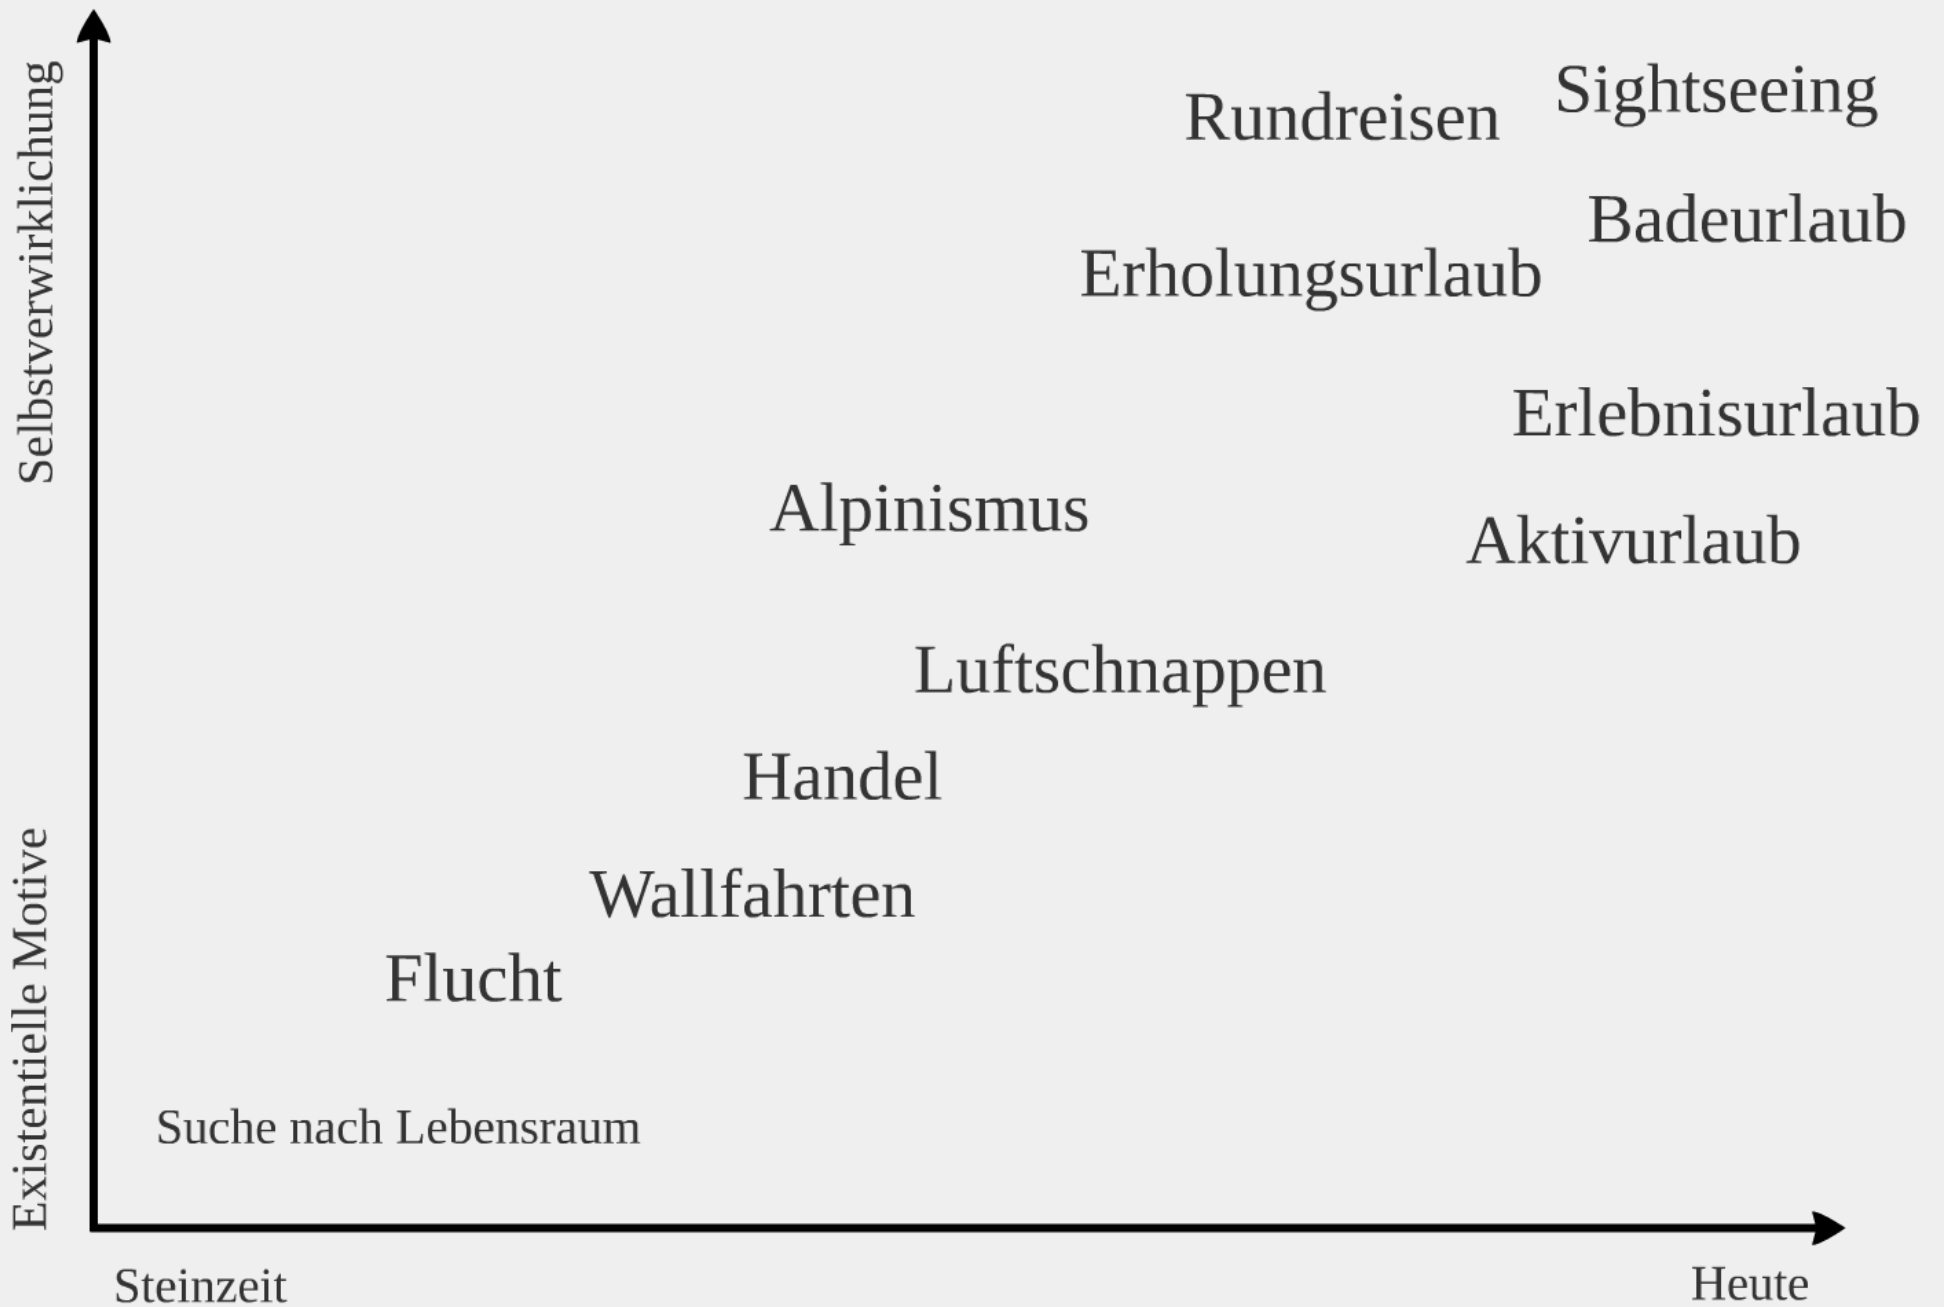 Selbstverwirklichung
Existentielle Motive
Sightseeing
Rundreisen
Badeurlaub
Erholungsurlaub
Erlebnisurlaub
Alpinismus
Aktivurlaub
Luftschnappen
Handel
Wallfahrten
Flucht
Suche nach Lebensraum
Steinzeit
Heute